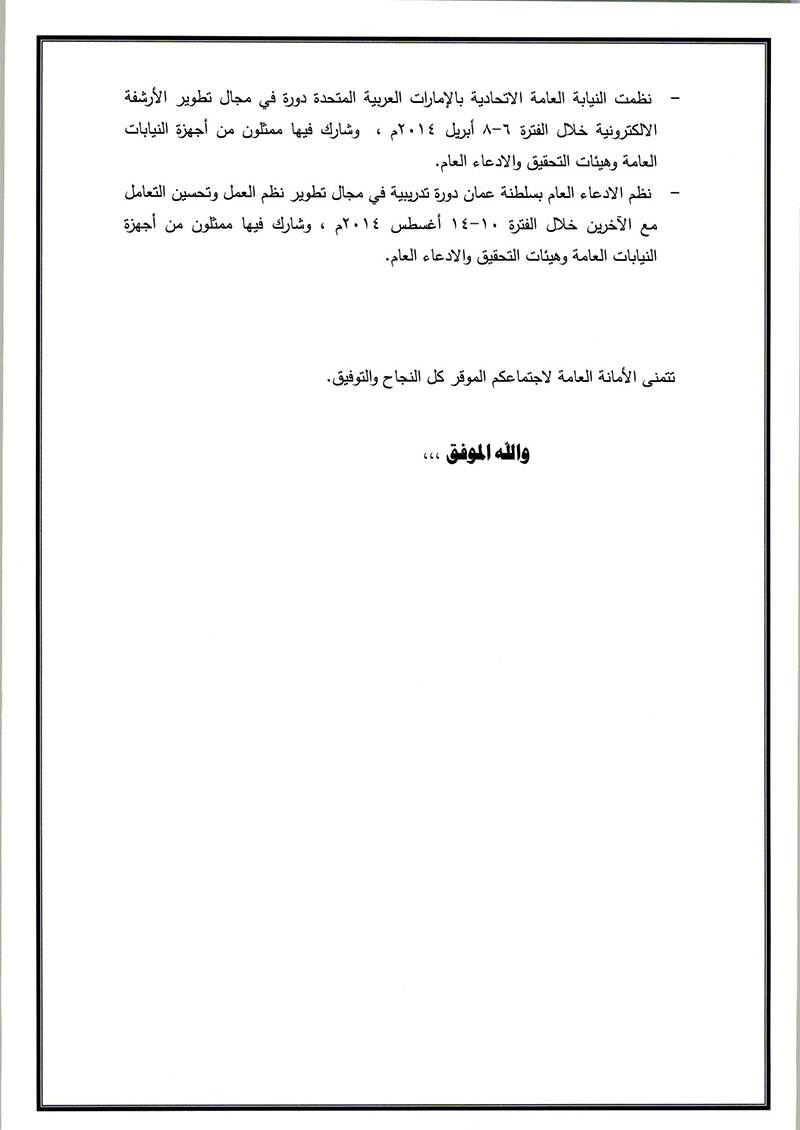 - نظمت النيابة العامة الاتحادية بالإمارات العربية المتحدة دورة في مجال تطوير الأرشفة
الالكترونية خلال الفترة ٦-٨ أبريل ٢٠١٤م ، وشارك فيها ممثلون من أجهزة النيابات
العامة وهيئات التحقيق والادعاء العام.
- نظم الادعاء العام بسلطنة عمان دورة تدريبية في مجال تطوير نظم العمل وتحسين التعامل
مع الآخرين خلال الفترة ١٠-١٤ أغسطس ٢٠١٤م ، وشارك فيها ممثلون من أجهزة
النيابات العامة وهيئات التحقيق والادعاء العام.
تتمنى الأمانة العامة لاجتماعكم الموقر كل النجاح والتوفيق.
والله الموفق ،،،